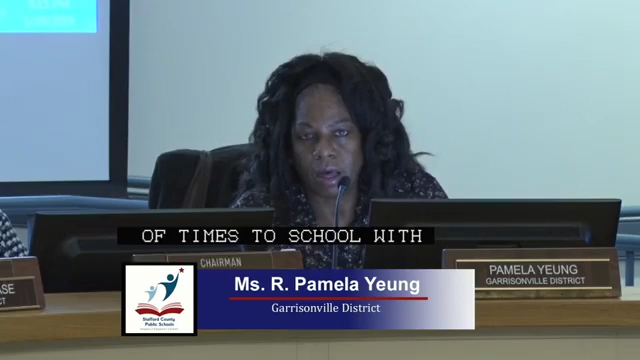 OF TIMES TO SCHOOL WITH
CHAIRMAN
Ms. R. Pamela Yeung
Garrisonville District
Stafford County
Public Schools
PAMELA YEUNG
GARRISONVILLE DISTRICT